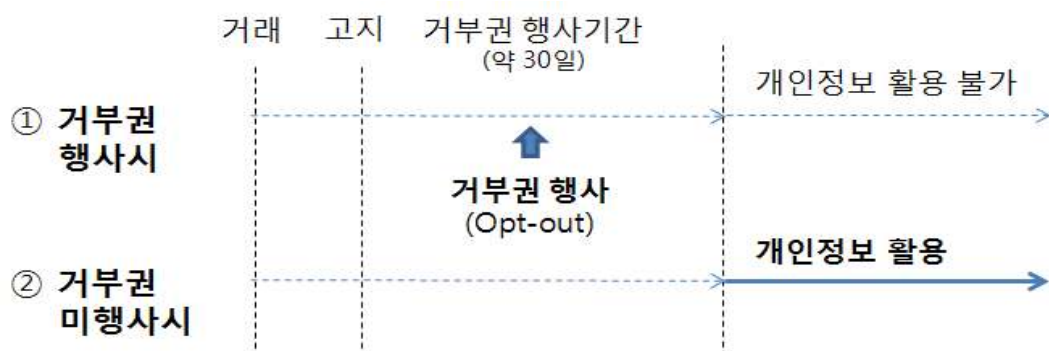 거래 고지 거부권 행사기간
(약 30일)
개인정보 활용 불가
① 거부권
행사시
거부권 행사
(Opt-out)
개인정보 활용
② 거부권
미행사시